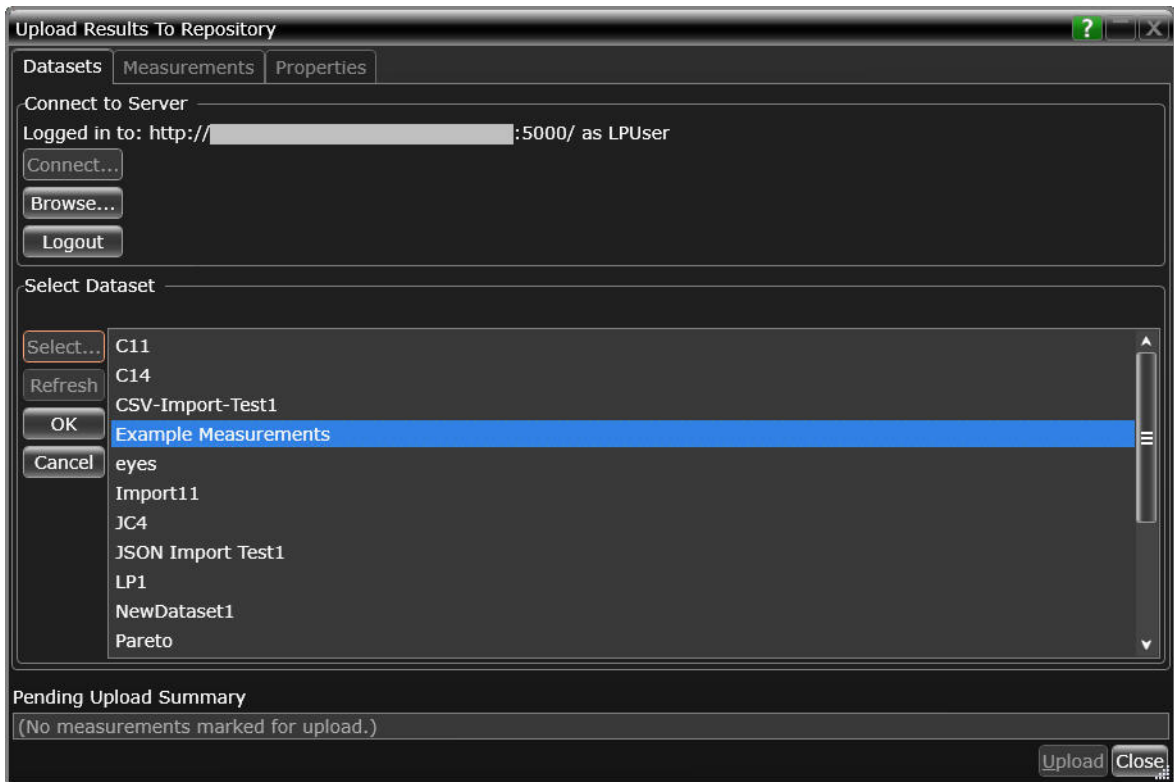 Upload Results To Repository ? X
Datasets Measurements Properties
Connect to Server
Logged in to: http:// :5000/ as LPUser
Connect...
Browse...
Logout
Select Dataset
Select...
Refresh
OK
Cancel
C11
C14
CSV-Import-Test1
Example Measurements
eyes
Import11
JC4
JSON Import Test1
LP1
NewDataset1
Pareto
Pending Upload Summary
(No measurements marked for upload.)
Upload Close